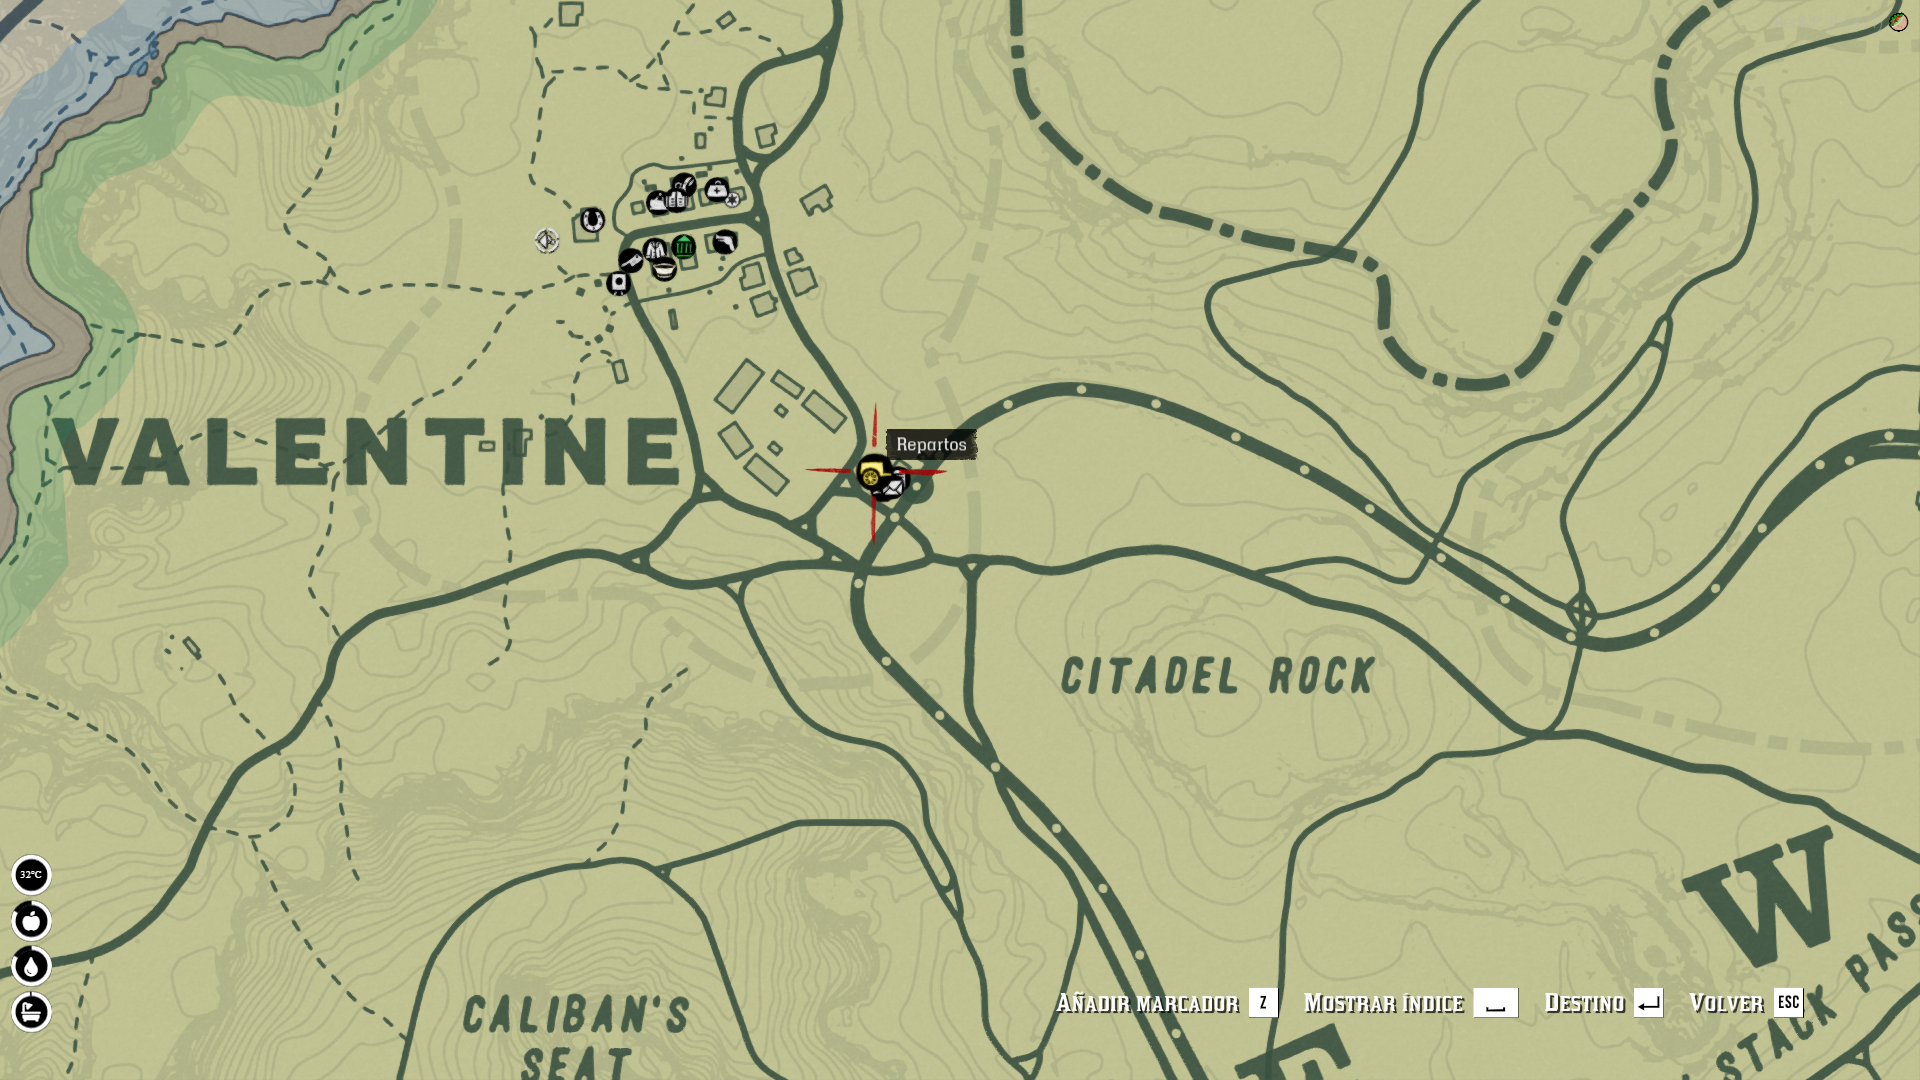 VALENTINE
Repartos
CITADEL ROCK
32°C
W
STACK PASS
CALIBAN'S
SEAT
AÑADIR MARCADOR Z MOSTRAR ÍNDICE DESTINO VOLVER ESC